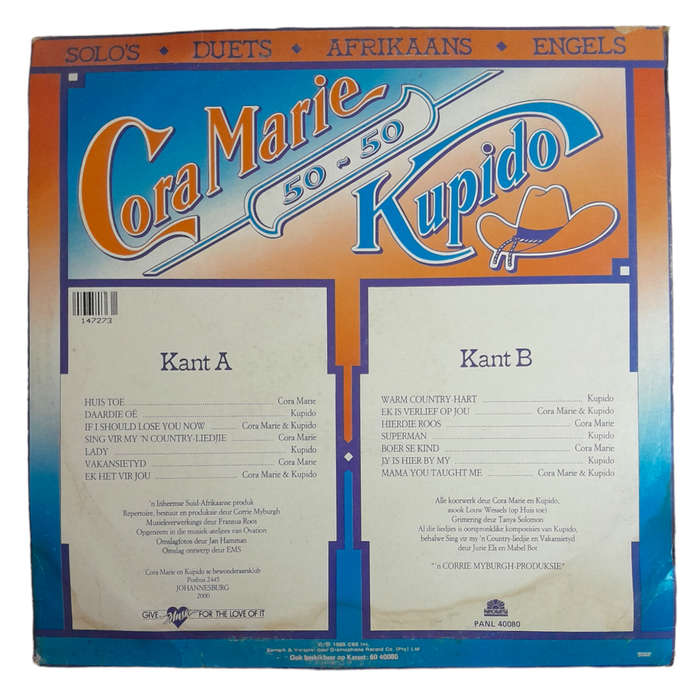 SOLO'S ◆ DUETS ◆ AFRIKAANS ◆ ENGELS
Cora Marie
50-50
Kupido
147273
Kant A
HUIS TOE Cora Marie
DAARDIE OË Kupido
IF I SHOULD LOSE YOU NOW Cora Marie & Kupido
SING VIR MY 'N COUNTRY-LIEDJIE Cora Marie
LADY Kupido
VAKANSIETYD Cora Marie
EK HET VIR JOU Cora Marie & Kupido
'n Inheemse Suid-Afrikaanse produk
Repertoire, bestuur en produksie deur Corrie Myburgh
Musiekverwerkings deur Fransua Roos
Opgeneem in die musiek ateljees van Ovation
Omslagfotos deur Jan Hamman
Omslag ontwerp deur EMS
Cora Marie en Kupido se bewonderaarsklub
Posbus 2445
JOHANNESBURG
2000
GIVE Music FOR THE LOVE OF IT
Kant B
WARM COUNTRY-HART Kupido
EK IS VERLIEF OP JOU Cora Marie & Kupido
HIERDIE ROOS Cora Marie
SUPERMAN Kupido
BOER SE KIND Cora Marie
JY IS HIER BY MY Kupido
MAMA YOU TAUGHT ME Cora Marie & Kupido
Alle koorwerk deur Cora Marie en Kupido,
asook Louw Wessels (op Huis toe)
Grimering deur Tanya Solomon
Al die liedjies is oorspronklike komposisies van Kupido,
behalwe Sing vir my 'n Country-liedjie en Vakansietyd
deur Jurie Els en Mabel Bot
"'n CORRIE MYBURGH-PRODUKSIE"
PANL 40080
Ook beskikbaar op Kasset: 60 40080